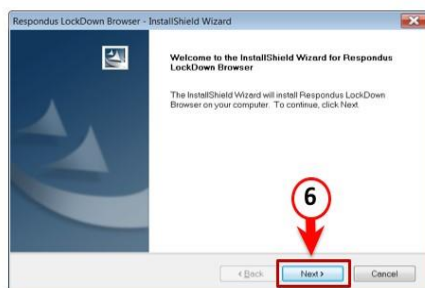 Respondus LockDown Browser - InstallShield Wizard
Welcome to the InstallShield Wizard for Respondus
LockDown Browser
The InstallShield Wizard will install Respondus LockDown
Browser on your computer. To continue, click Next.
6
< Back
Next >
Cancel